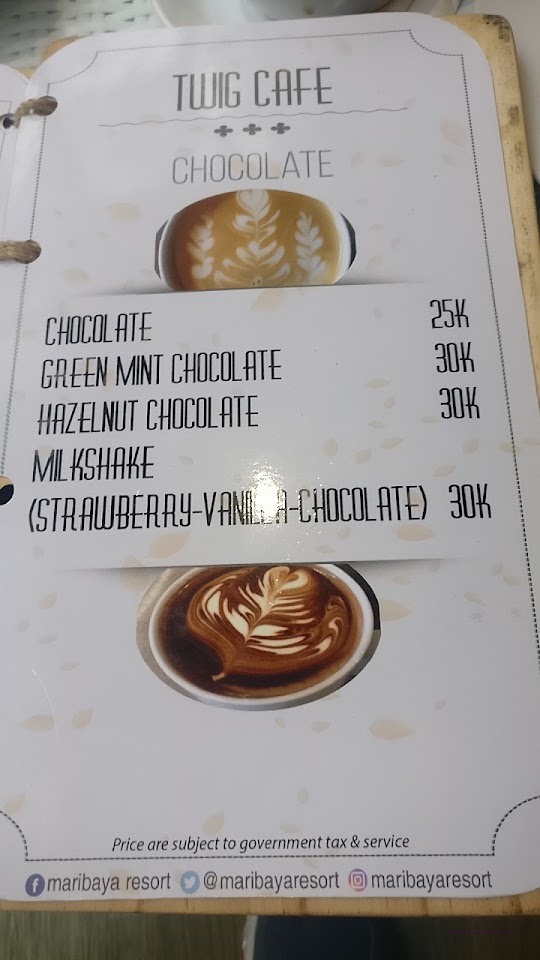 TWIG CAFE
CHOCOLATE
CHOCOLATE 25K
GREEN MINT CHOCOLATE 30K
HAZELNUT CHOCOLATE 30K
MILKSHAKE
(STRAWBERRY-VANILLA-CHOCOLATE) 30K
Price are subject to government tax & service
maribaya resort @maribayaresort maribayaresort